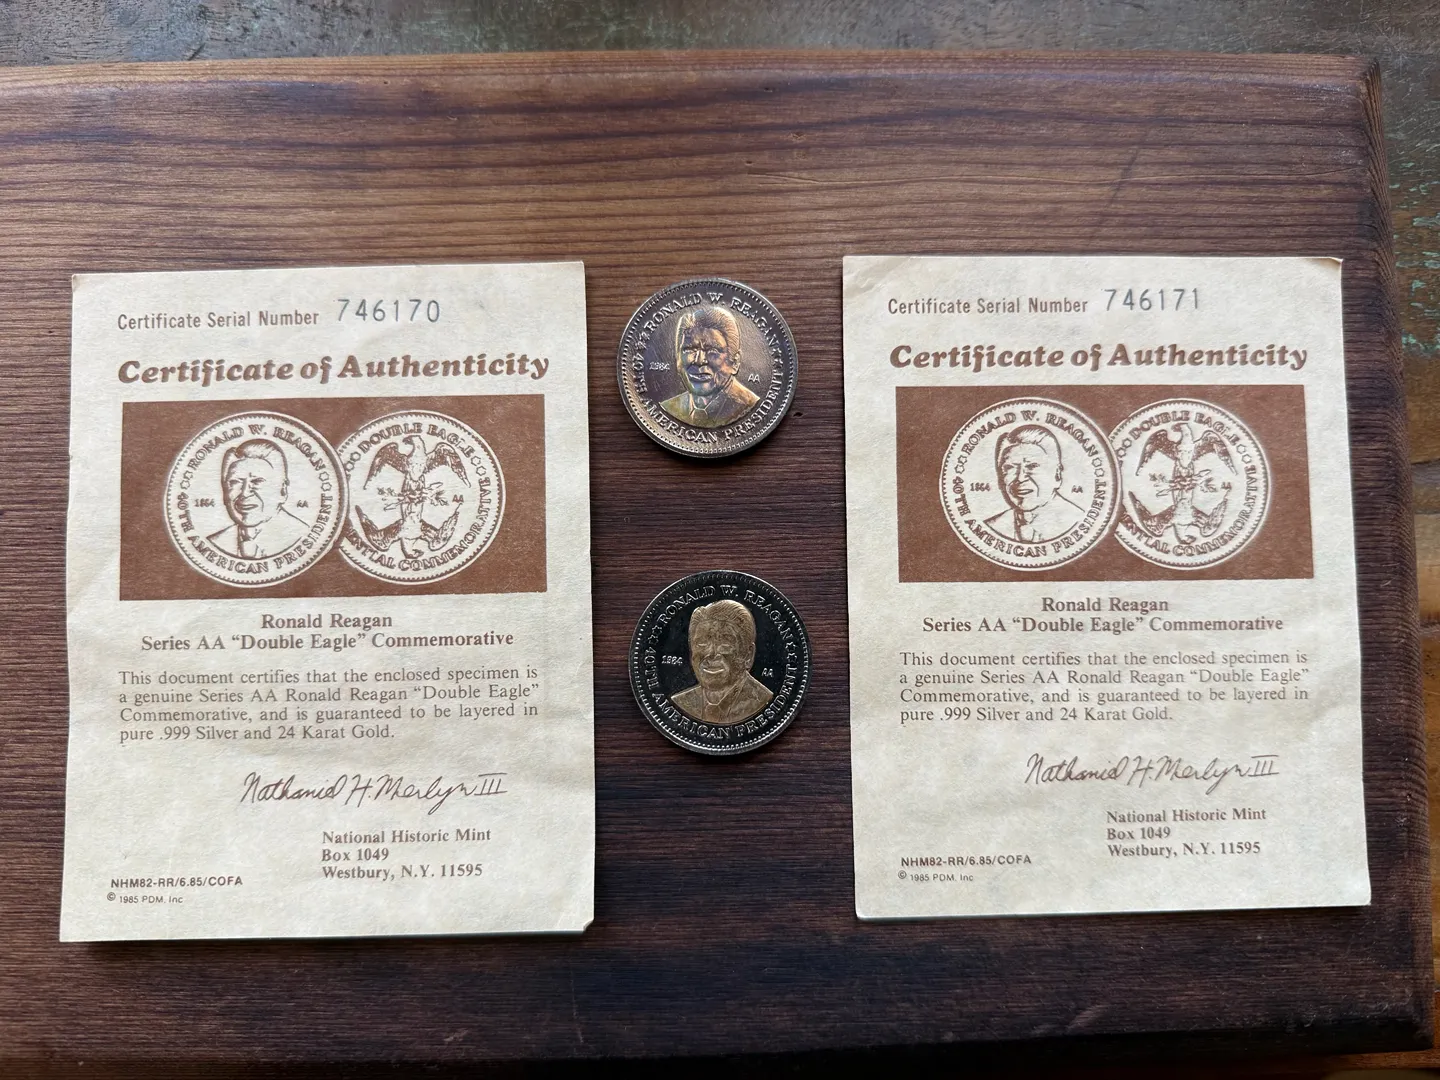 Certificate Serial Number 746170
Certificate of Authenticity
RONALD W. REAGAN
1984 AA
40TH AMERICAN PRESIDENT
DOUBLE EAGLE
AA
COMMEMORATIVE
Ronald Reagan
Series AA “Double Eagle” Commemorative
This document certifies that the enclosed specimen is
a genuine Series AA Ronald Reagan “Double Eagle”
Commemorative, and is guaranteed to be layered in
pure .999 Silver and 24 Karat Gold.
Nathaniel H. Merlyn III
National Historic Mint
Box 1049
Westbury, N.Y. 11595
NHM82-RR/6.85/COFA
© 1985 PDM, Inc
RONALD W. REAGAN
1984 AA
40TH AMERICAN PRESIDENT
RONALD W. REAGAN
1984 AA
40TH AMERICAN PRESIDENT
Certificate Serial Number 746171
Certificate of Authenticity
RONALD W. REAGAN
1984 AA
40TH AMERICAN PRESIDENT
DOUBLE EAGLE
AA
COMMEMORATIVE
Ronald Reagan
Series AA “Double Eagle” Commemorative
This document certifies that the enclosed specimen is
a genuine Series AA Ronald Reagan “Double Eagle”
Commemorative, and is guaranteed to be layered in
pure .999 Silver and 24 Karat Gold.
Nathaniel H. Merlyn III
National Historic Mint
Box 1049
Westbury, N.Y. 11595
NHM82-RR/6.85/COFA
© 1985 PDM, Inc